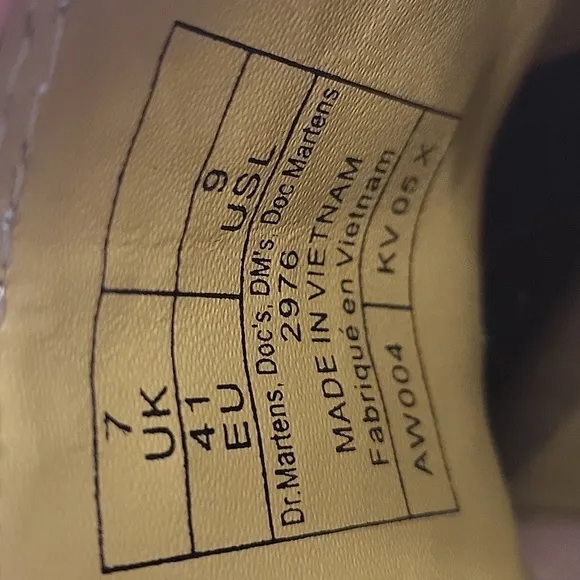 7
UK
41
EU
9
USL
Dr.Martens, Doc's, DM's, Doc Martens
2976
MADE IN VIETNAM
Fabriqué en Vietnam
AW004 KV 05 X